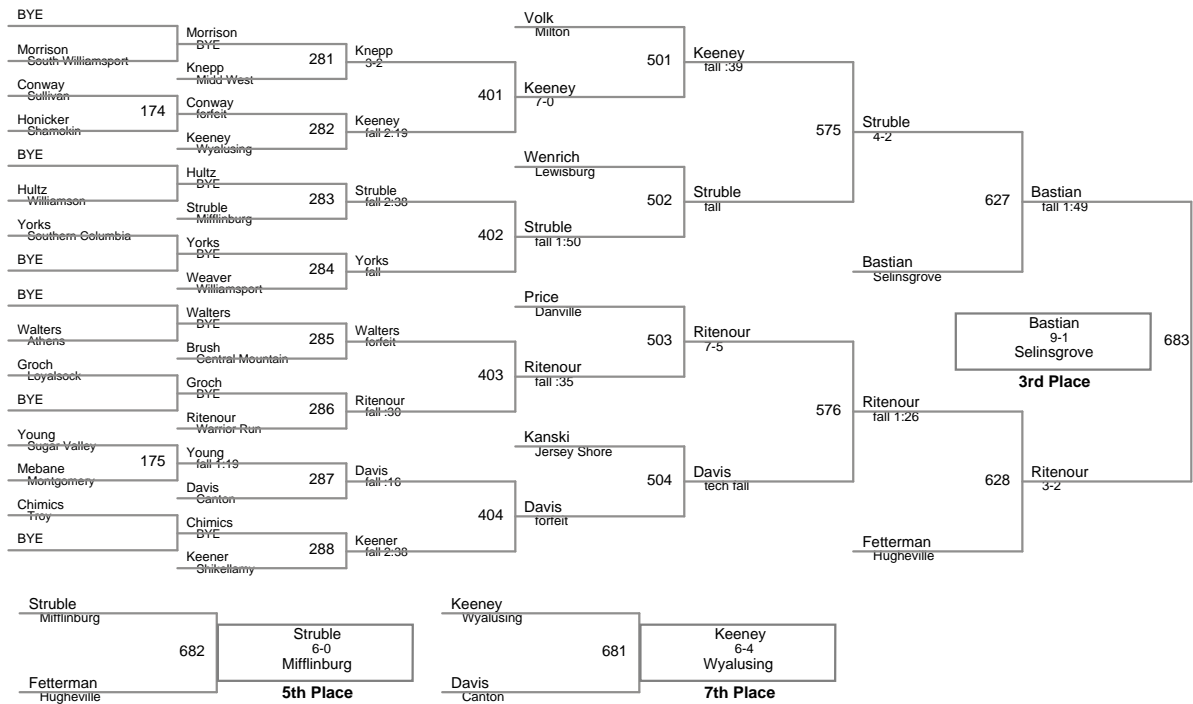 BYE
Morrison
South Williamsport
Conway
Sullivan
174
Honicker
Shamokin
BYE
Hultz
Williamson
Yorks
Southern Columbia
BYE
BYE
Walters
Athens
Groch
Loyalsock
BYE
Young
Sugar Valley
175
Mebane
Montgomery
Chimics
Troy
BYE
Morrison
BYE
281
Knepp
Midd West
Conway
forfeit
282
Keeney
Wyalusing
Hultz
BYE
283
Struble
Mifflinburg
Yorks
BYE
284
Weaver
Williamsport
Walters
BYE
285
Brush
Central Mountain
Groch
BYE
286
Ritenour
Warrior Run
Young
fall 1:19
287
Davis
Canton
Chimics
BYE
288
Keener
Shikellamy
Knepp
3-2
401
Keeney
fall 2:19
Struble
fall 2:38
402
Yorks
fall
Walters
forfeit
403
Ritenour
fall :30
Davis
fall :16
404
Keener
fall 2:38
Volk
Milton
501
Keeney
7-0
Wenrich
Lewisburg
502
Struble
fall 1:50
Price
Danville
503
Ritenour
fall :35
Kanski
Jersey Shore
504
Davis
forfeit
Keeney
fall :39
575
Struble
fall
Ritenour
7-5
576
Davis
tech fall
Struble
4-2
627
Bastian
Selinsgrove
Ritenour
fall 1:26
628
Fetterman
Hugheville
Bastian
fall 1:49
683
Ritenour
3-2
Bastian
9-1
Selinsgrove
3rd Place
Struble
Mifflinburg
682
Fetterman
Hugheville
Struble
6-0
Mifflinburg
5th Place
Keeney
Wyalusing
681
Davis
Canton
Keeney
6-4
Wyalusing
7th Place